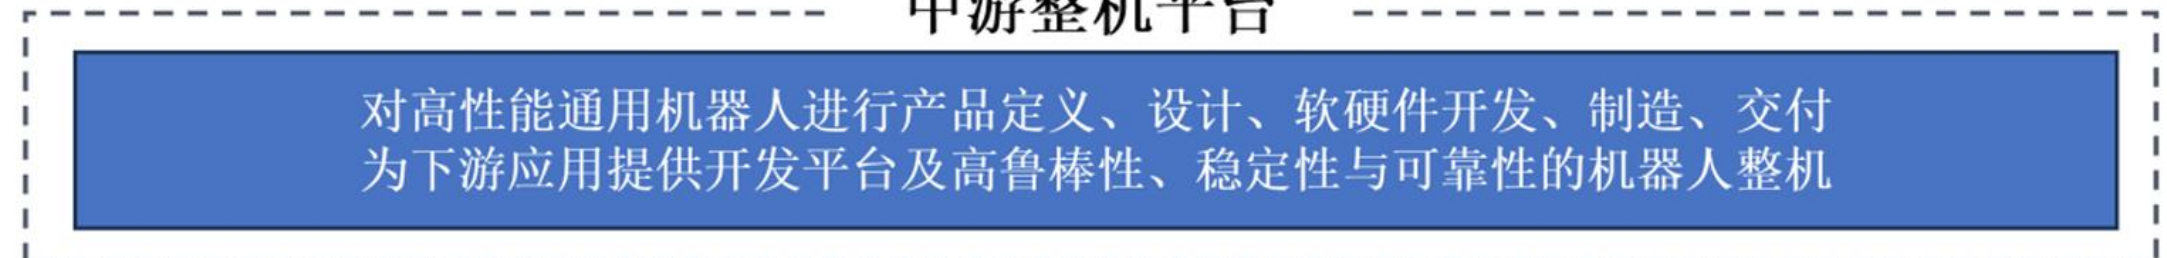 中游整机平台
对高性能通用机器人进行产品定义、设计、软硬件开发、制造、交付
为下游应用提供开发平台及高鲁棒性、稳定性与可靠性的机器人整机